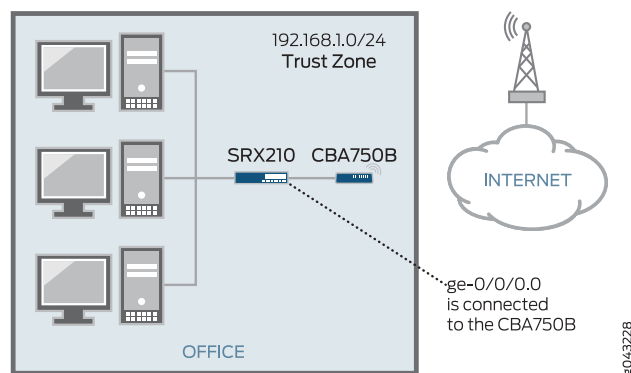 192.168.1.0/24
Trust Zone
SRX210
CBA750B
INTERNET
ge-0/0/0.0
is connected
to the CBA750B
OFFICE
g043228